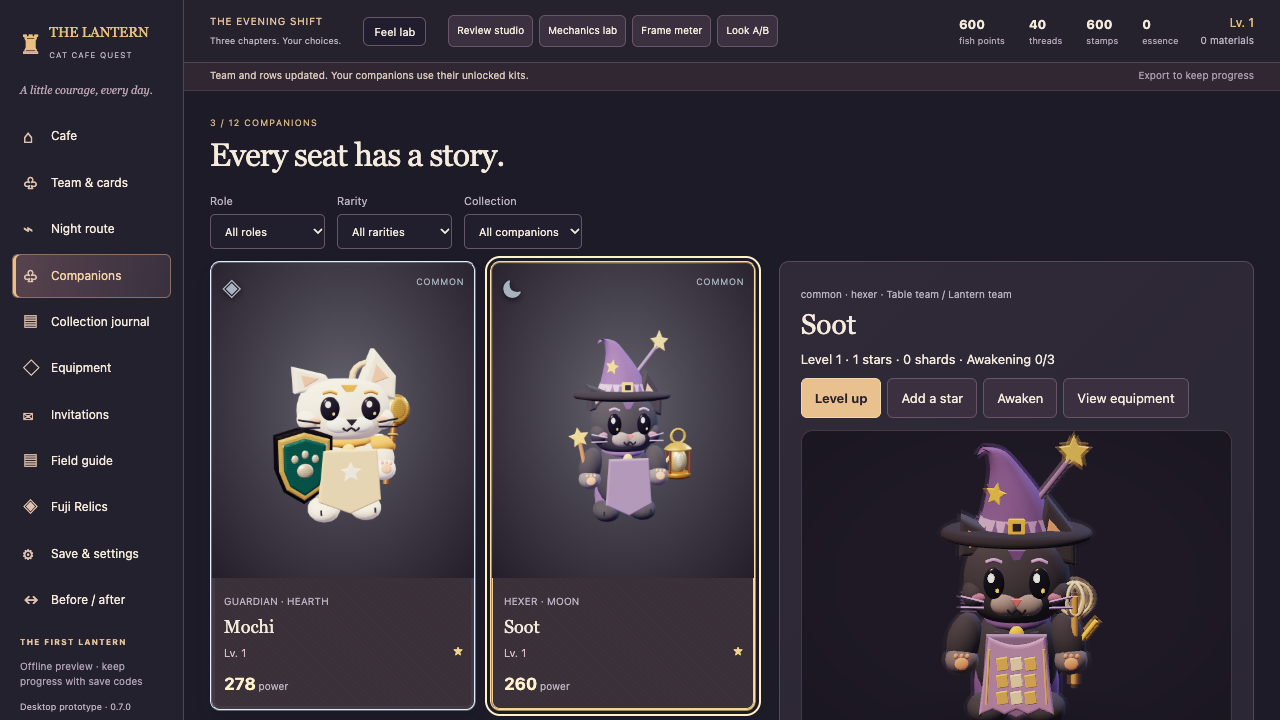 THE LANTERN
CAT CAFE QUEST
A little courage, every day.
Cafe
Team & cards
Night route
Companions
Collection journal
Equipment
Invitations
Field guide
Fuji Relics
Save & settings
Before / after
THE FIRST LANTERN
Offline preview · keep
progress with save codes
Desktop prototype · 0.7.0
THE EVENING SHIFT
Three chapters. Your choices.
Feel lab
Review studio
Mechanics lab
Frame meter
Look A/B
600
fish points
40
threads
600
stamps
0
essence
Lv. 1
0 materials
Team and rows updated. Your companions use their unlocked kits.
Export to keep progress
3 / 12 COMPANIONS
Every seat has a story.
Role
Rarity
Collection
All roles
All rarities
All companions
COMMON
GUARDIAN · HEARTH
Mochi
Lv. 1
278 power
COMMON
HEXER · MOON
Soot
Lv. 1
260 power
common · hexer · Table team / Lantern team
Soot
Level 1 · 1 stars · 0 shards · Awakening 0/3
Level up
Add a star
Awaken
View equipment